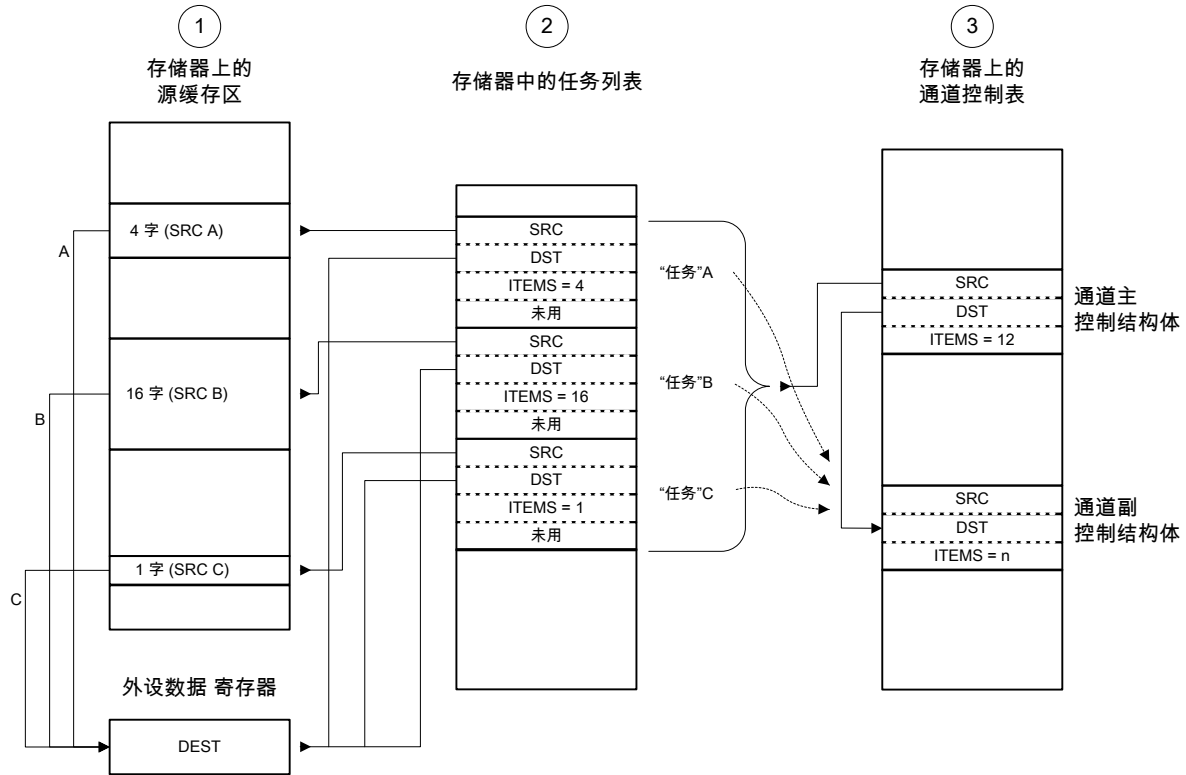 1
存储器上的
源缓存区
4 字 (SRC A)
16 字 (SRC B)
1 字 (SRC C)
A
B
C
外设数据 寄存器
DEST
2
存储器中的任务列表
SRC
DST
ITEMS = 4
未用
SRC
DST
ITEMS = 16
未用
SRC
DST
ITEMS = 1
未用
“任务”A
“任务”B
“任务”C
3
存储器上的
通道控制表
SRC
DST
ITEMS = 12
通道主
控制结构体
SRC
DST
ITEMS = n
通道副
控制结构体